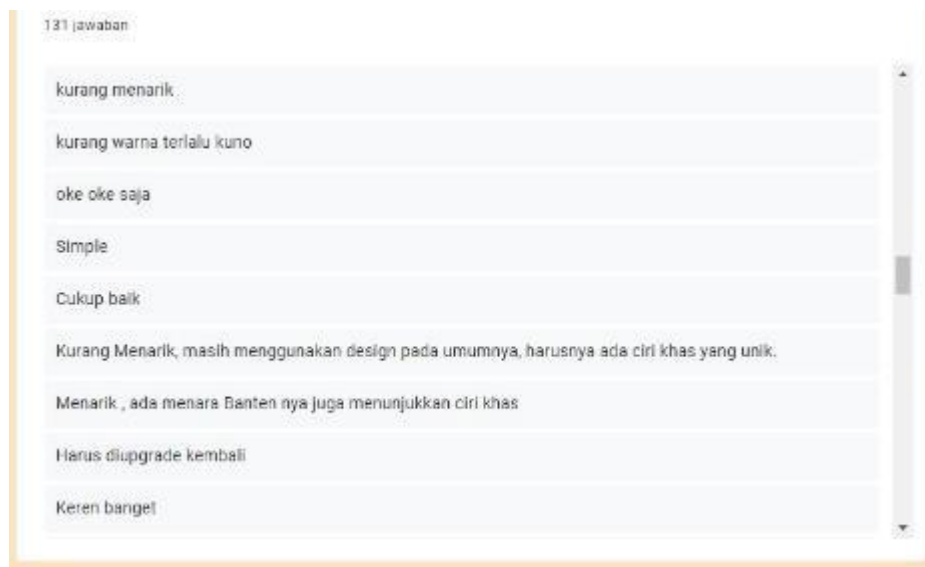 131 jawaban
kurang menarik
kurang warna terlalu kuno
oke oke saja
Simple
Cukup baik
Kurang Menarik, masih menggunakan design pada umumnya, harusnya ada ciri khas yang unik.
Menarik , ada menara Banten nya juga menunjukkan ciri khas
Harus diupgrade kembali
Keren banget